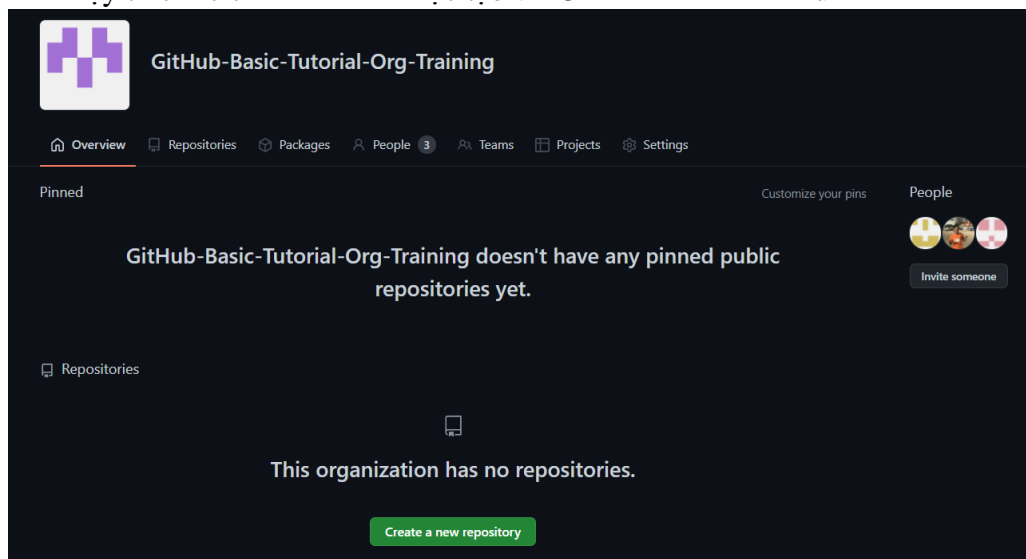 GitHub-Basic-Tutorial-Org-Training
Overview Repositories Packages People 3 Teams Projects Settings
Pinned Customize your pins People
GitHub-Basic-Tutorial-Org-Training doesn't have any pinned public
repositories yet.
Invite someone
Repositories
This organization has no repositories.
Create a new repository